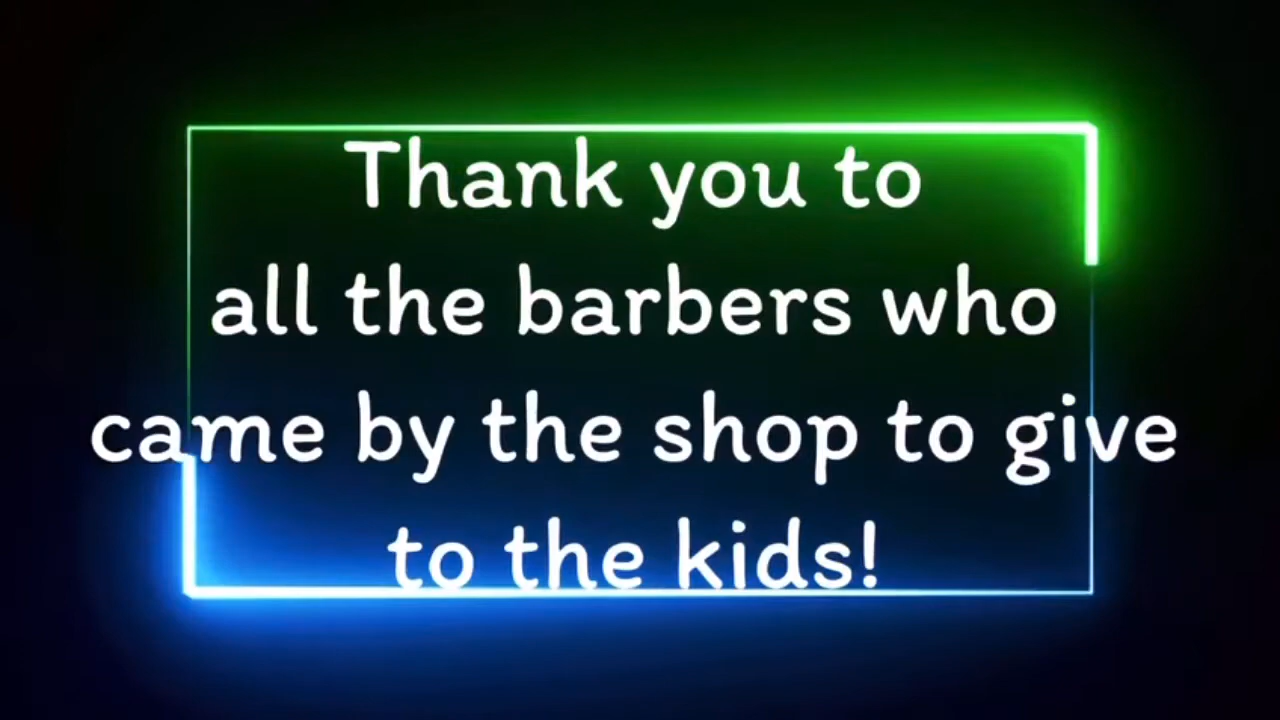 Thank you to
all the barbers who
came by the shop to give
to the kids!